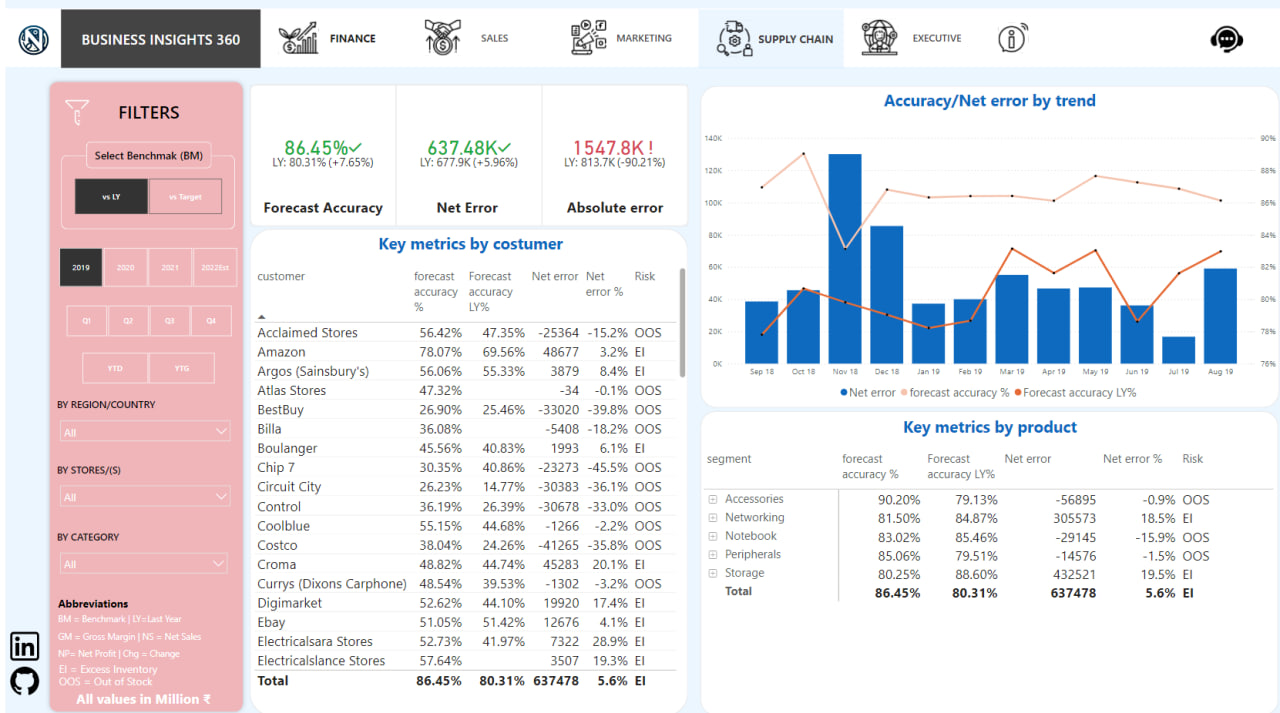 BUSINESS INSIGHTS 360
FINANCE
SALES
MARKETING
SUPPLY CHAIN
EXECUTIVE
FILTERS
Select Benchmak (BM)
vs LY
vs Target
2019
2020
2021
2022Est
Q1
Q2
Q3
Q4
YTD
YTG
BY REGION/COUNTRY
All
BY STORES/(S)
All
BY CATEGORY
All
Abbreviations
BM = Benchmark | LY=Last Year
GM = Gross Margin | NS = Net Sales
NP= Net Profit | Chg = Change
EI = Excess Inventory
OOS = Out of Stock
All values in Million ₹
in
86.45%
LY: 80.31% (+7.65%)
Forecast Accuracy
637.48K
LY: 677.9K (+5.96%)
Net Error
1547.8K !
LY: 813.7K (-90.21%)
Absolute error
Key metrics by costumer
customer forecast accuracy % Forecast accuracy LY% Net error Net error % Risk
Acclaimed Stores 56.42% 47.35% -25364 -15.2% OOS
Amazon 78.07% 69.56% 48677 3.2% EI
Argos (Sainsbury's) 56.06% 55.33% 3879 8.4% EI
Atlas Stores 47.32% -34 -0.1% OOS
BestBuy 26.90% 25.46% -33020 -39.8% OOS
Billa 36.08% -5408 -18.2% OOS
Boulanger 45.56% 40.83% 1993 6.1% EI
Chip 7 30.35% 40.86% -23273 -45.5% OOS
Circuit City 26.23% 14.77% -30383 -36.1% OOS
Control 36.19% 26.39% -30678 -33.0% OOS
Coolblue 55.15% 44.68% -1266 -2.2% OOS
Costco 38.04% 24.26% -41265 -35.8% OOS
Croma 48.82% 44.74% 45283 20.1% EI
Currys (Dixons Carphone) 48.54% 39.53% -1302 -3.2% OOS
Digimarket 52.62% 44.10% 19920 17.4% EI
Ebay 51.05% 51.42% 12676 4.1% EI
Electricalsara Stores 52.73% 41.97% 7322 28.9% EI
Electricalslance Stores 57.64% 3507 19.3% EI
Total 86.45% 80.31% 637478 5.6% EI
Accuracy/Net error by trend
140K
120K
100K
80K
60K
40K
20K
0K
90%
88%
86%
84%
82%
80%
78%
76%
Sep 18 Oct 18 Nov 18 Dec 18 Jan 19 Feb 19 Mar 19 Apr 19 May 19 Jun 19 Jul 19 Aug 19
Net error forecast accuracy % Forecast accuracy LY%
Key metrics by product
segment forecast accuracy % Forecast accuracy LY% Net error Net error % Risk
Accessories 90.20% 79.13% -56895 -0.9% OOS
Networking 81.50% 84.87% 305573 18.5% EI
Notebook 83.02% 85.46% -29145 -15.9% OOS
Peripherals 85.06% 79.51% -14576 -1.5% OOS
Storage 80.25% 88.60% 432521 19.5% EI
Total 86.45% 80.31% 637478 5.6% EI